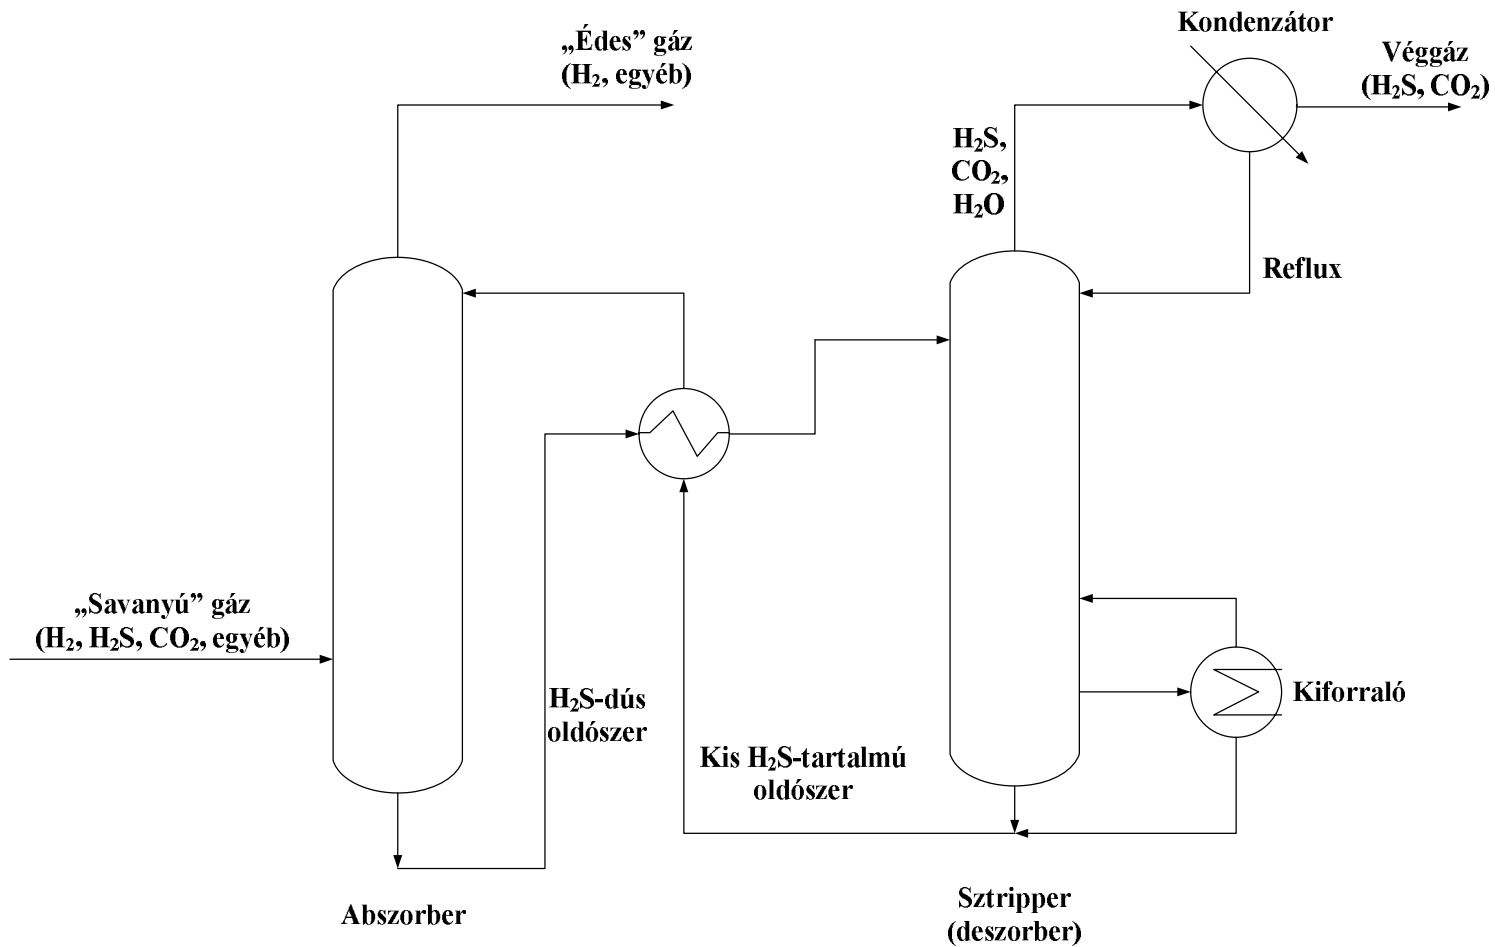 Kondenzátor
„Édes” gáz
(H₂, egyéb)
Véggáz
(H₂S, CO₂)
H₂S,
CO₂,
H₂O
Reflux
„Savanyú” gáz
(H₂, H₂S, CO₂, egyéb)
H₂S-dús
oldószer
Kiforraló
Kis H₂S-tartalmú
oldószer
Abszorber
Sztripper
(deszorber)